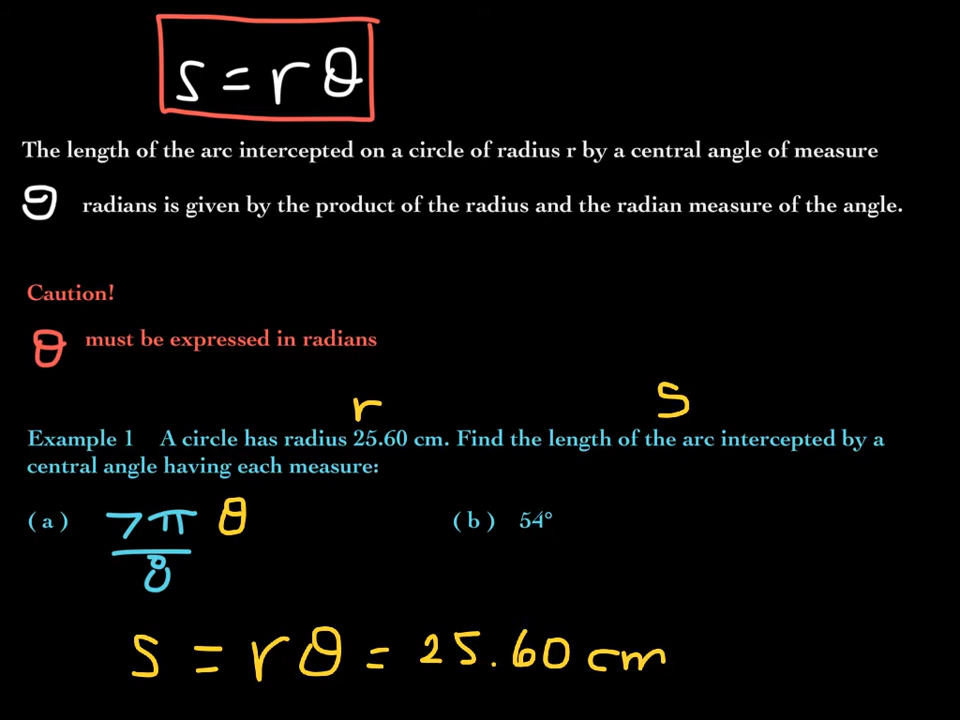 s = rθ
The length of the arc intercepted on a circle of radius r by a central angle of measure
θ radians is given by the product of the radius and the radian measure of the angle.
Caution!
θ must be expressed in radians
r s
Example 1 A circle has radius 25.60 cm. Find the length of the arc intercepted by a
central angle having each measure:
( a ) 7π/8 θ ( b ) 54°
s = rθ = 25.60 cm